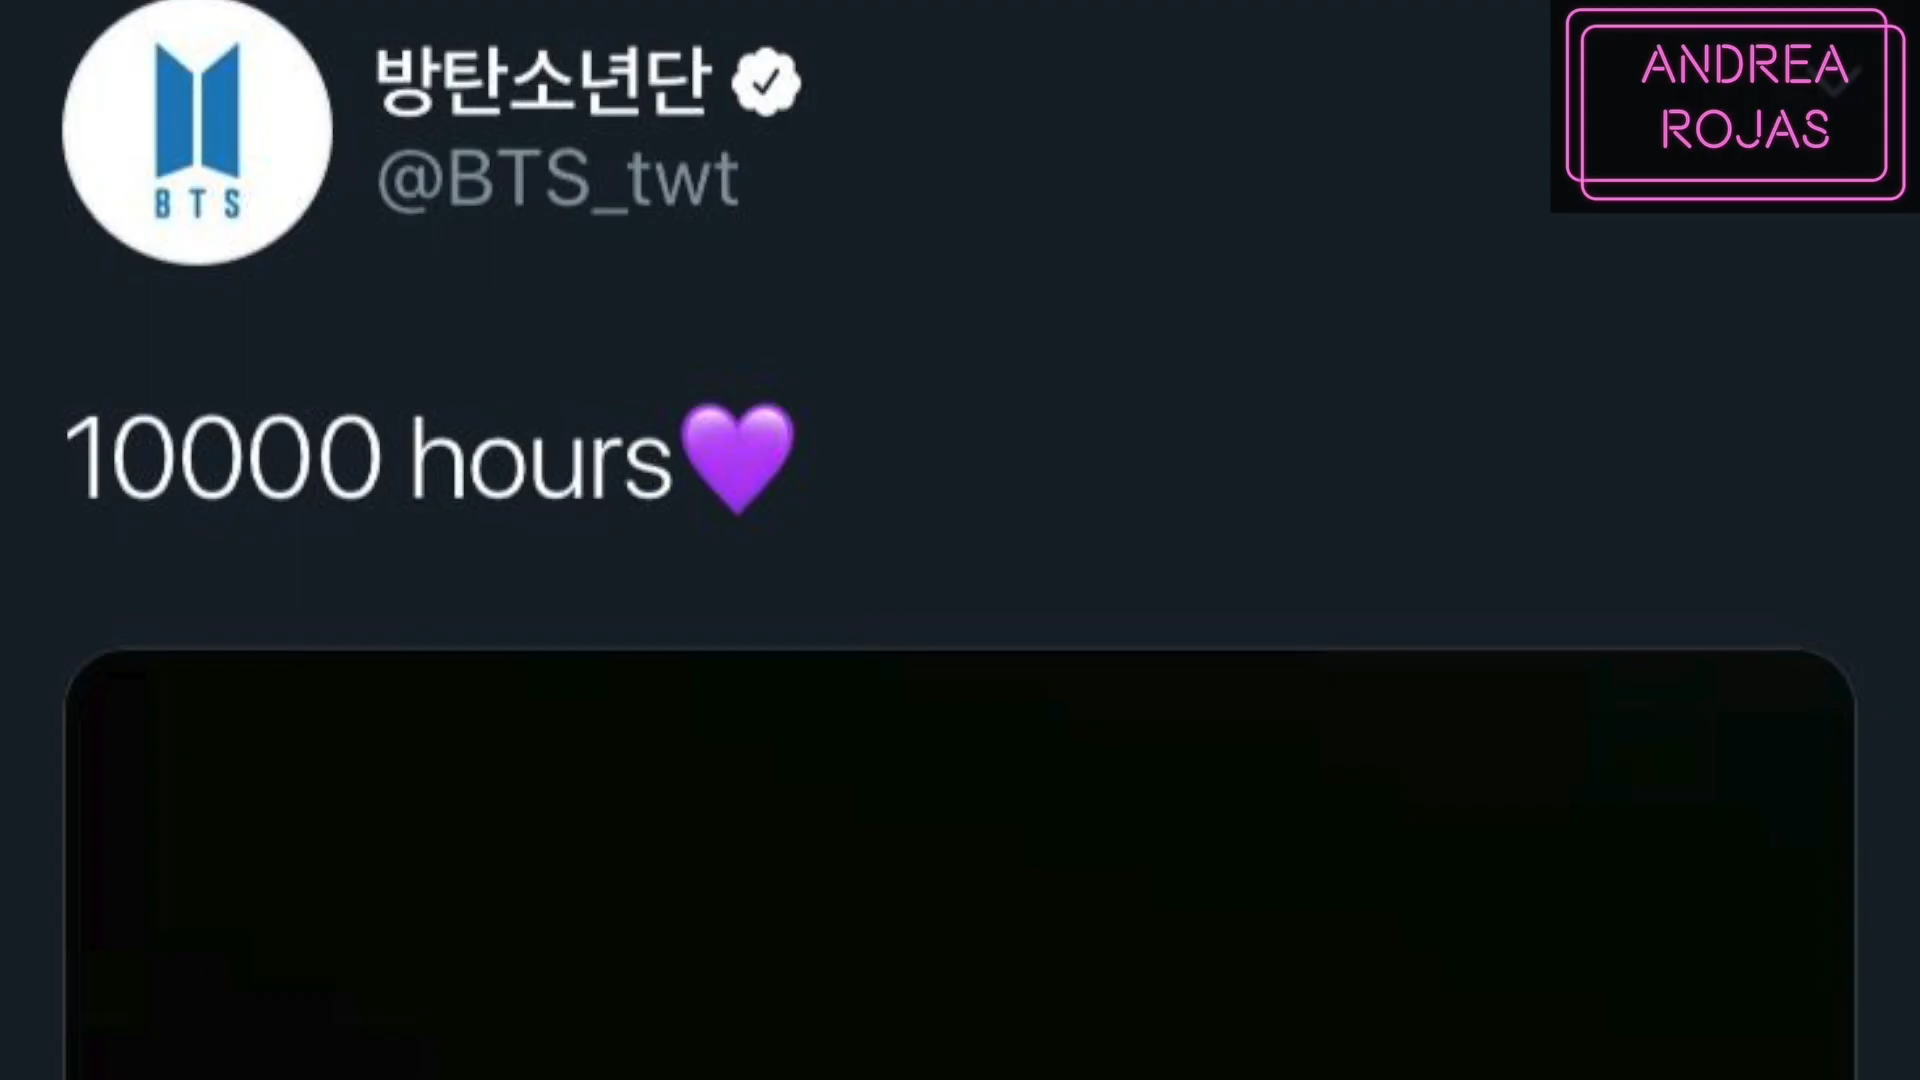 방탄소년단
@BTS_twt
BTS
10000 hours💜
ANDREA
ROJAS